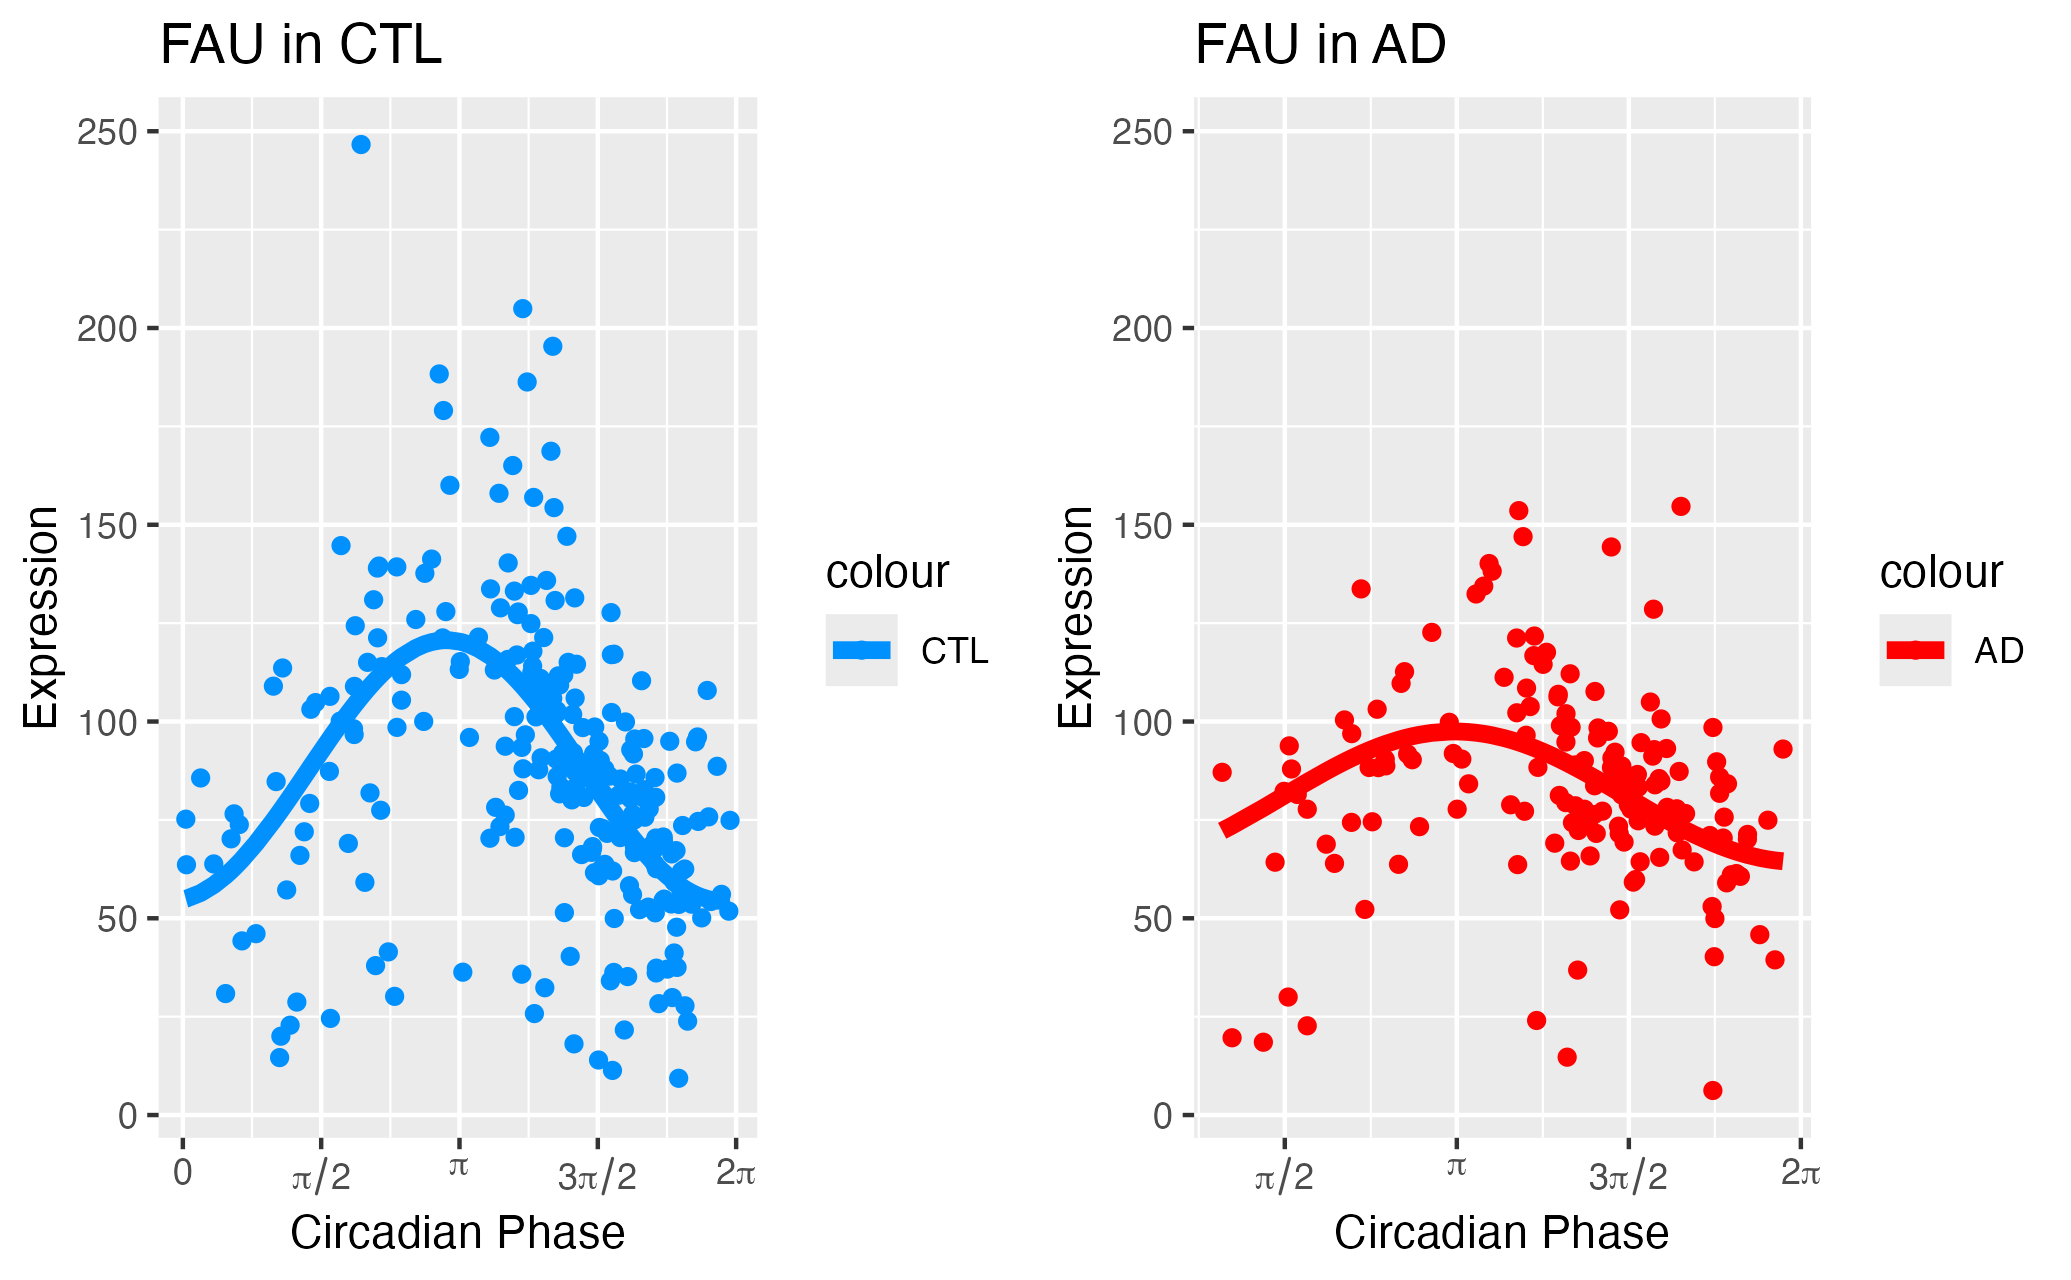 FAU in CTL
250
200
150
100
50
0
Expression
0
π/2
π
3π/2
2π
Circadian Phase
colour
CTL
FAU in AD
250
200
150
100
50
0
Expression
π/2
π
3π/2
2π
Circadian Phase
colour
AD